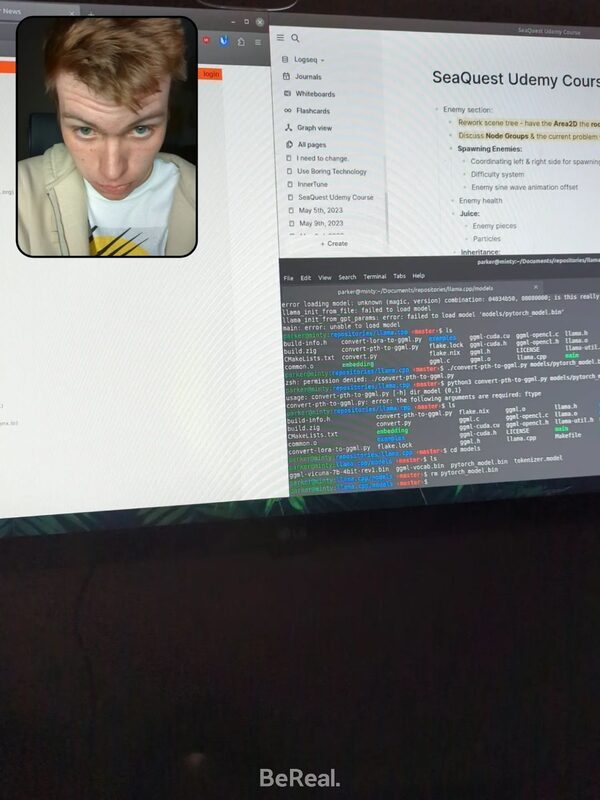 News
login
Logseq
Journals
Whiteboards
Flashcards
Graph view
All pages
I need to change.
Use Boring Technology
InnerTune
SeaQuest Udemy Course
May 5th, 2023
May 9th, 2023
+ Create
SeaQuest Udemy Course
SeaQuest Udemy Cours
Enemy section:
Rework scene tree - have the Area2D the roo
Discuss Node Groups & the current problem
Spawning Enemies:
Coordinating left & right side for spawning
Difficulty system
Enemy sine wave animation offset
Enemy health
Juice:
Enemy pieces
Particles
Inheritance:
parker@minty:~/Documents/repositories/llama
File Edit View Search Terminal Tabs Help
parker@minty:~/Documents/repositories/llama.cpp/models
error loading model: unknown (magic, version) combination: 04034b50, 08080000; is this really
llama_init_from_file: failed to load model
llama_init_from_gpt_params: error: failed to load model 'models/pytorch_model.bin'
main: error: unable to load model
parker@minty:repositories/llama.cpp ‹master› $ ls
build-info.h convert-lora-to-ggml.py examples ggml-cuda.cu ggml-opencl.c llama.h
build.zig convert-pth-to-ggml.py flake.lock ggml-cuda.h ggml-opencl.h llama.o
CMakeLists.txt convert.py flake.nix ggml.h LICENSE llama-util.
common.o embedding ggml.c ggml.o llama.cpp main
parker@minty:repositories/llama.cpp ‹master› $ ./convert-pth-to-ggml.py models/pytorch_model.b
zsh: permission denied: ./convert-pth-to-ggml.py
parker@minty:repositories/llama.cpp ‹master› $ python3 convert-pth-to-ggml.py models/pytorch_m
usage: convert-pth-to-ggml.py [-h] dir model {0,1}
convert-pth-to-ggml.py: error: the following arguments are required: ftype
parker@minty:repositories/llama.cpp ‹master› $ ls
build-info.h convert-pth-to-ggml.py flake.nix ggml.o llama.h
build.zig convert.py ggml.c ggml-opencl.c llama.o
CMakeLists.txt embedding ggml-cuda.cu ggml-opencl.h llama-util.h
common.o examples ggml-cuda.h LICENSE main
convert-lora-to-ggml.py flake.lock ggml.h llama.cpp Makefile
parker@minty:repositories/llama.cpp ‹master› $ cd models
parker@minty:llama.cpp/models ‹master› $ ls
ggml-vicuna-7b-4bit-rev1.bin ggml-vocab.bin pytorch_model.bin tokenizer.model
parker@minty:llama.cpp/models ‹master› $ rm pytorch_model.bin
parker@minty:llama.cpp/models ‹master› $
LG
BeReal.